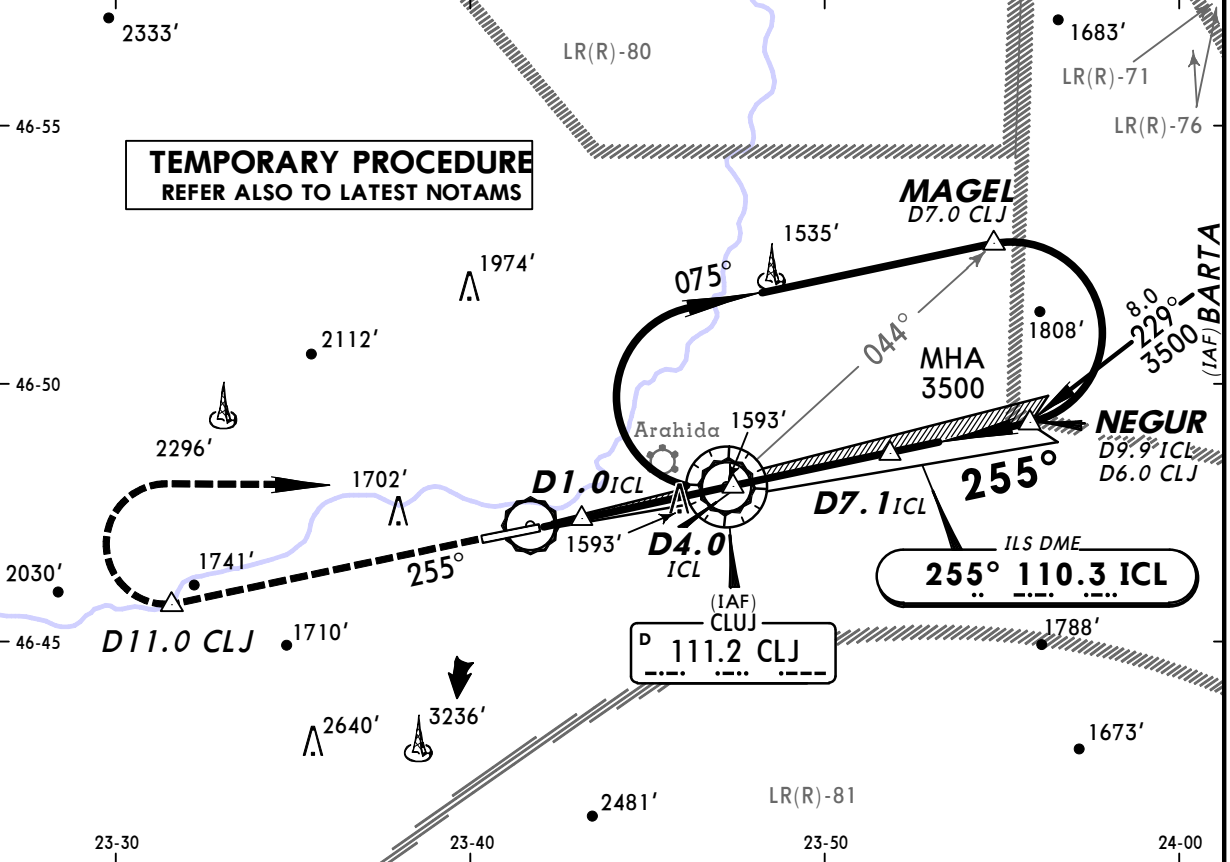 2333′
LR(R)-80
1683′
LR(R)-71
LR(R)-76
46-55
TEMPORARY PROCEDURE
REFER ALSO TO LATEST NOTAMS
MAGEL
D7.0 CLJ
1535′
1974′
075°
(IAF) BARTA
8.0
229°
3500
1808′
044°
2112′
MHA
3500
46-50
1593′
Arahida
NEGUR
D9.9 ICL
D6.0 CLJ
2296′
255°
1702′
D1.0 ICL
D7.1 ICL
1593′
D4.0
ICL
255°
ILS DME
255° 110.3 ICL
1741′
2030′
(IAF)
CLUJ
D 111.2 CLJ
D11.0 CLJ
46-45
1710′
1788′
3236′
2640′
1673′
LR(R)-81
2481′
23-30
23-40
23-50
24-00